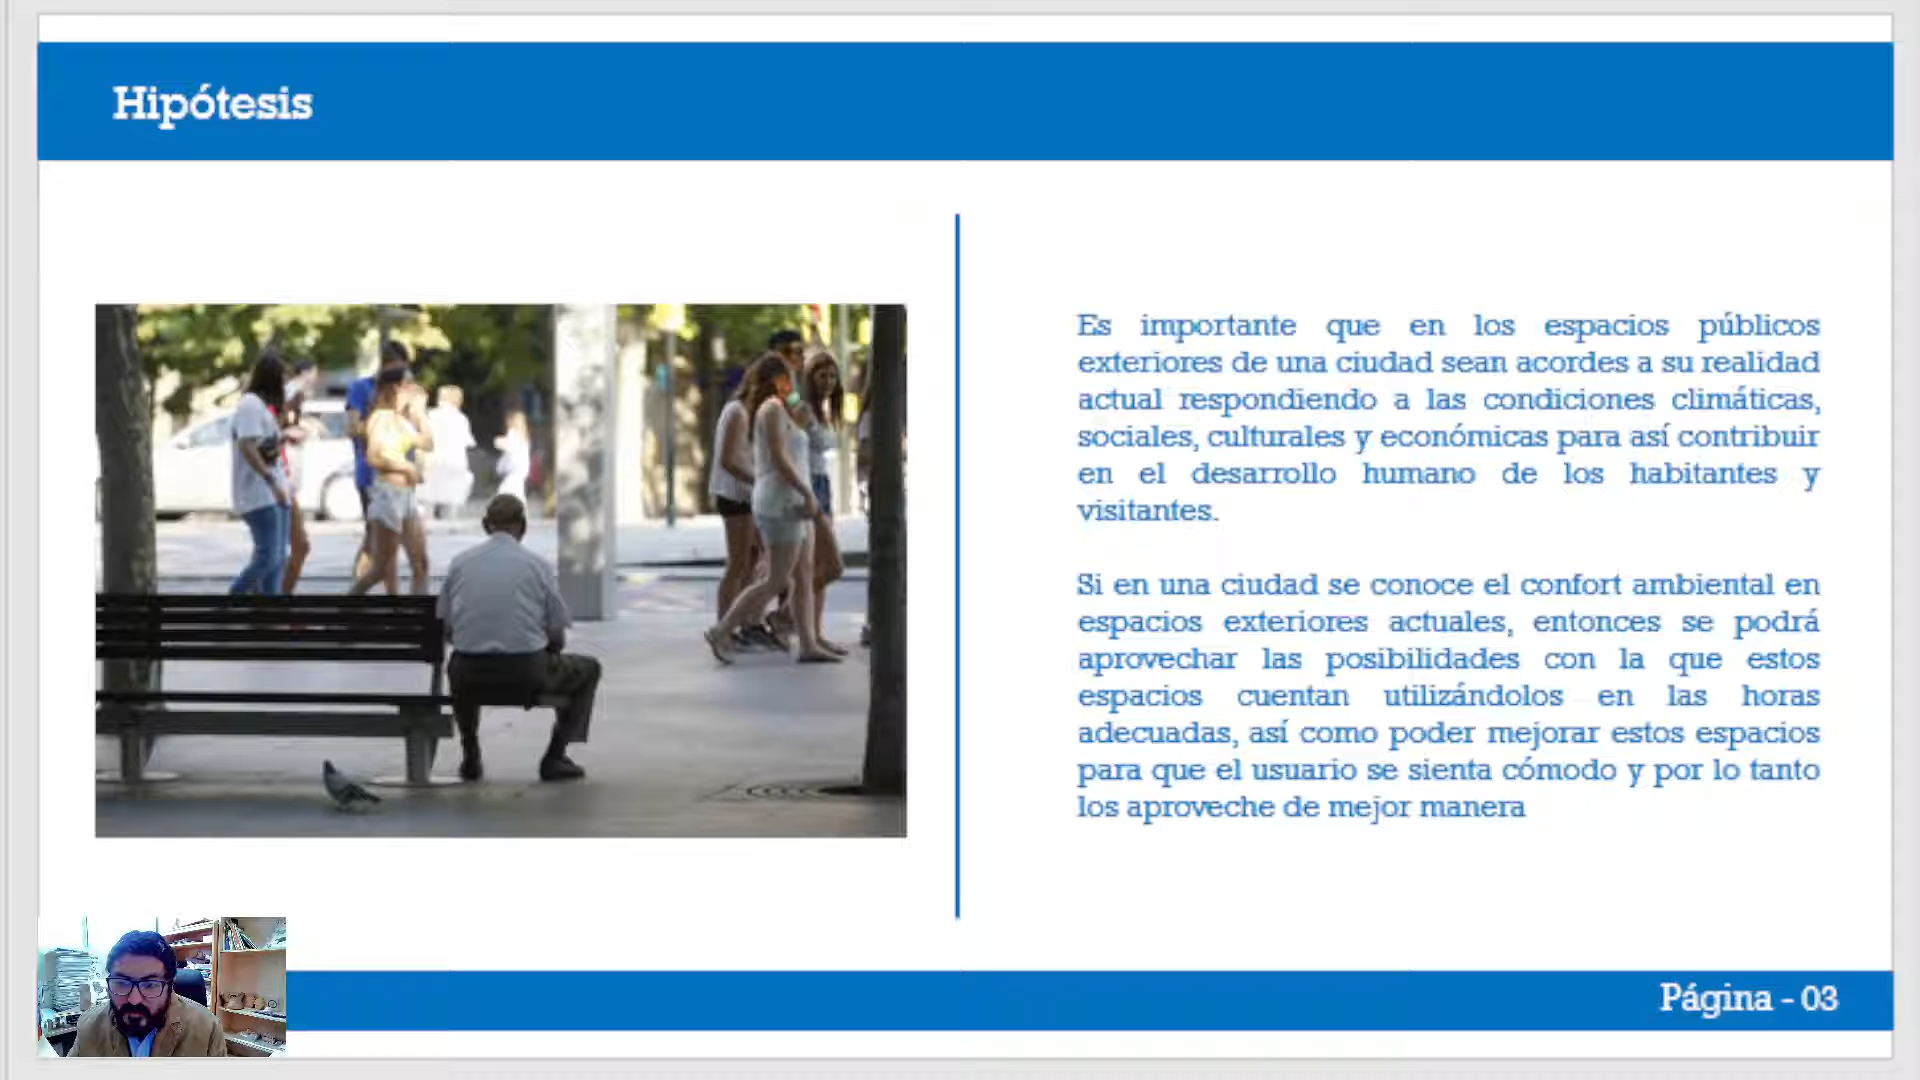 Hipótesis
Es importante que en los espacios públicos
exteriores de una ciudad sean acordes a su realidad
actual respondiendo a las condiciones climáticas,
sociales, culturales y económicas para así contribuir
en el desarrollo humano de los habitantes y
visitantes.
Si en una ciudad se conoce el confort ambiental en
espacios exteriores actuales, entonces se podrá
aprovechar las posibilidades con la que estos
espacios cuentan utilizándolos en las horas
adecuadas, así como poder mejorar estos espacios
para que el usuario se sienta cómodo y por lo tanto
los aproveche de mejor manera
Página - 03